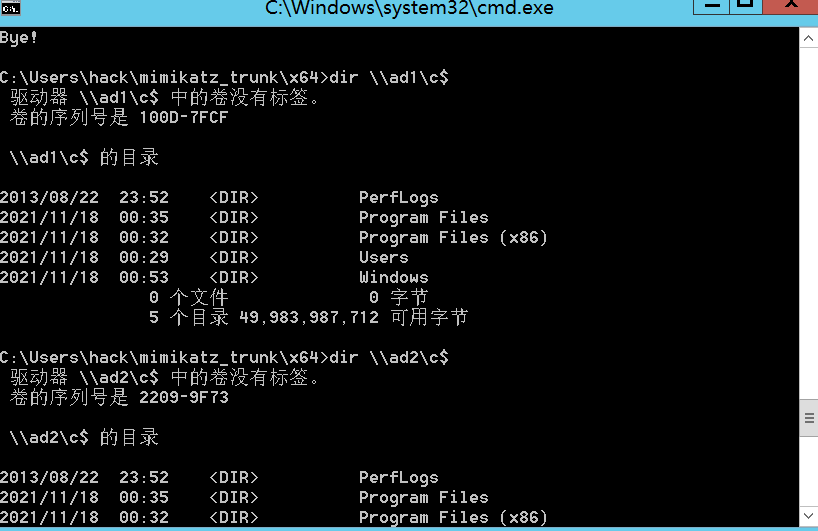 C:\Windows\system32\cmd.exe
Bye!
C:\Users\hack\mimikatz_trunk\x64>dir \\ad1\c$
驱动器 \\ad1\c$ 中的卷没有标签。
卷的序列号是 100D-7FCF
\\ad1\c$ 的目录
2013/08/22  23:52    <DIR>          PerfLogs
2021/11/18  00:35    <DIR>          Program Files
2021/11/18  00:32    <DIR>          Program Files (x86)
2021/11/18  00:29    <DIR>          Users
2021/11/18  00:53    <DIR>          Windows
0 个文件              0 字节
5 个目录 49,983,987,712 可用字节
C:\Users\hack\mimikatz_trunk\x64>dir \\ad2\c$
驱动器 \\ad2\c$ 中的卷没有标签。
卷的序列号是 2209-9F73
\\ad2\c$ 的目录
2013/08/22  23:52    <DIR>          PerfLogs
2021/11/18  00:35    <DIR>          Program Files
2021/11/18  00:32    <DIR>          Program Files (x86)